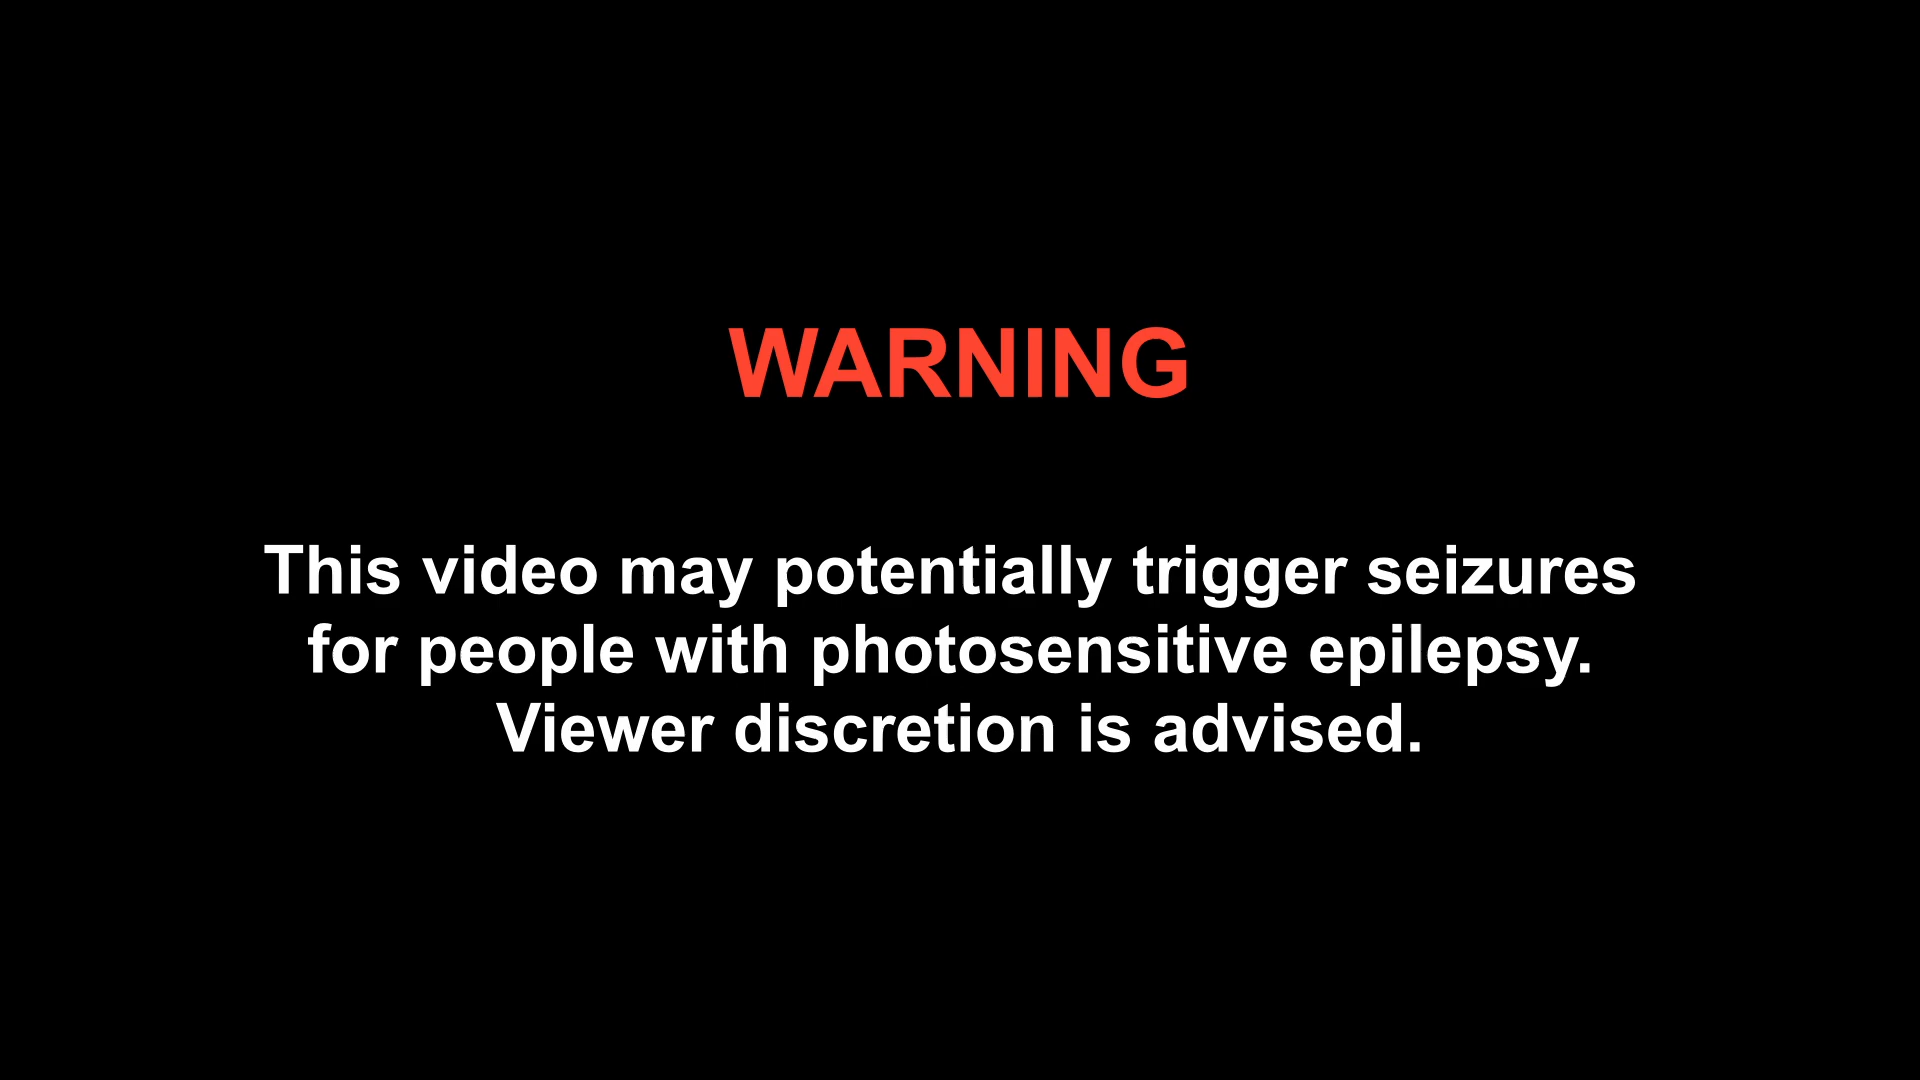 WARNING
This video may potentially trigger seizures
for people with photosensitive epilepsy.
Viewer discretion is advised.